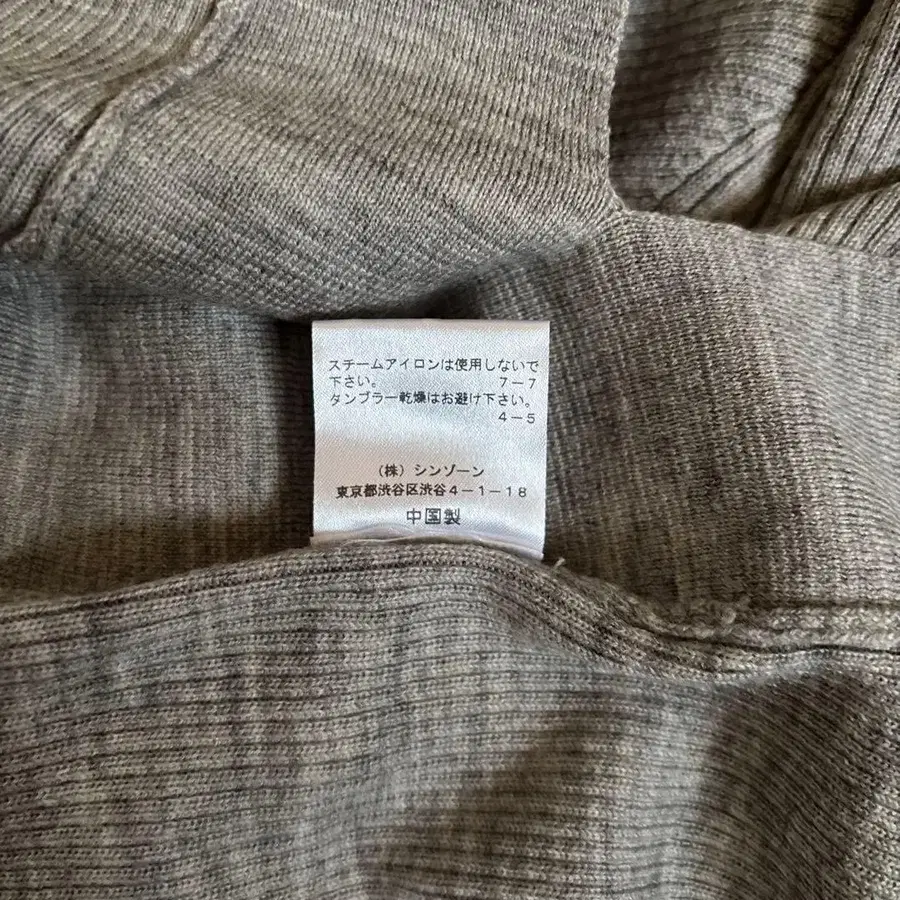 スチームアイロンは使用しないで
下さい。 7－7
タンブラー乾燥はお避け下さい。
4－5
（株）シンゾーン
東京都渋谷区渋谷4－1－18
中国製